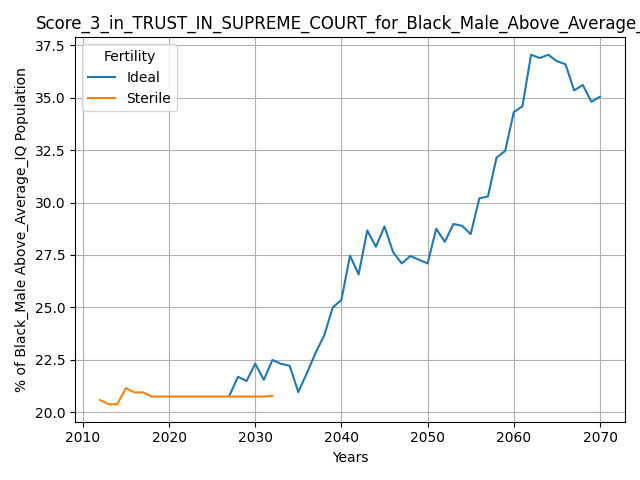 Score_3_in_TRUST_IN_SUPREME_COURT_for_Black_Male_Above_Average_
Fertility
Ideal
Sterile
% of Black_Male Above_Average_IQ Population
37.5
35.0
32.5
30.0
27.5
25.0
22.5
20.0
2010 2020 2030 2040 2050 2060 2070
Years